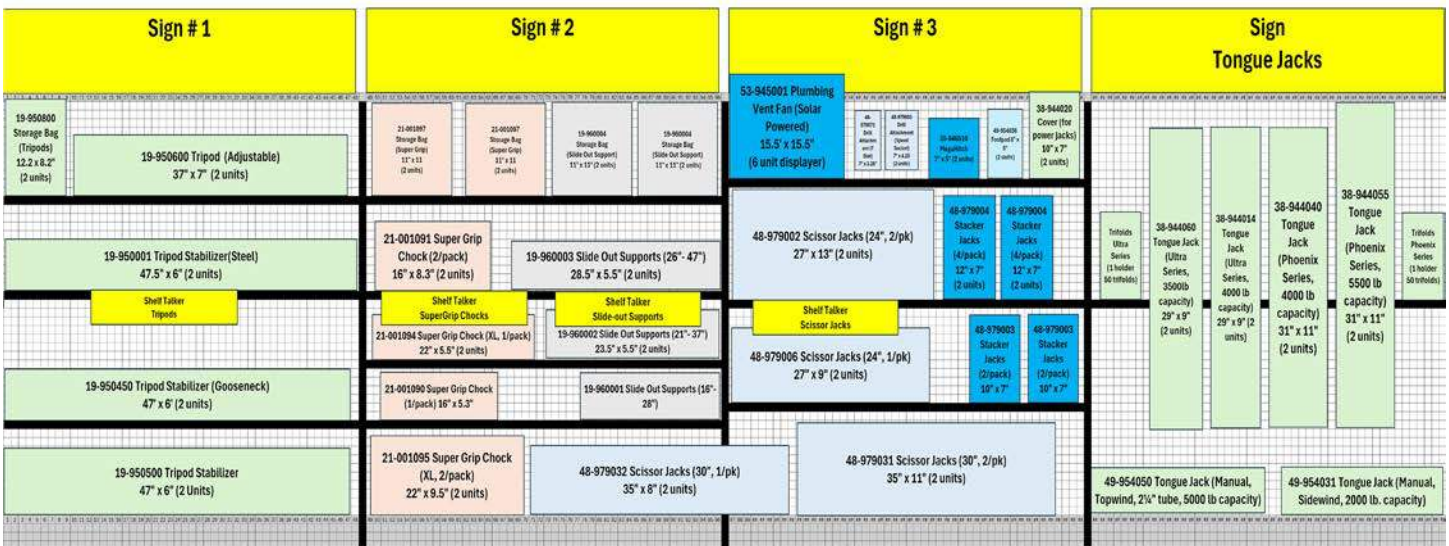 Sign # 1
19-950800
Storage Bag
(Tripods)
12.2 x 8.2"
(2 units)
19-950600 Tripod (Adjustable)
37" x 7" (2 units)
19-950001 Tripod Stabilizer(Steel)
47.5" x 6" (2 units)
Shelf Talker
Tripods
19-950450 Tripod Stabilizer (Gooseneck)
47' x 6' (2 units)
19-950500 Tripod Stabilizer
47" x 6" (2 Units)
Sign # 2
21-001097
Storage Bag
(Super Grip)
11" x 11
(2 units)
21-001097
Storage Bag
(Super Grip)
11" x 11
(2 units)
19-960004
Storage Bag
(Slide Out Support)
11" x 11" (2 units)
19-960004
Storage Bag
(Slide Out Support)
11" x 11" (2 units)
21-001091 Super Grip
Chock (2/pack)
16" x 8.3" (2 units)
19-960003 Slide Out Supports (26"- 47")
28.5" x 5.5" (2 units)
Shelf Talker
SuperGrip Chocks
Shelf Talker
Slide-out Supports
21-001094 Super Grip Chock (XL, 1/pack)
22" x 5.5" (2 units)
19-960002 Slide Out Supports (21"- 37")
23.5" x 5.5" (2 units)
21-001090 Super Grip Chock
(1/pack) 16" x 5.3"
19-960001 Slide Out Supports (16"-
28")
21-001095 Super Grip Chock
(XL, 2/pack)
22" x 9.5" (2 units)
48-979032 Scissor Jacks (30", 1/pk)
35" x 8" (2 units)
Sign # 3
53-945001 Plumbing
Vent Fan (Solar
Powered)
15.5' x 15.5"
(6 unit displayer)
MegaHitch
(2 units)
Footpad
(2 units)
38-944020
Cover (for
power jacks)
10" x 7"
(2 units)
48-979002 Scissor Jacks (24", 2/pk)
27" x 13" (2 units)
48-979004
Stacker
Jacks
(4/pack)
12" x 7"
(2 units)
48-979004
Stacker
Jacks
(4/pack)
12" x 7"
(2 units)
Shelf Talker
Scissor Jacks
48-979006 Scissor Jacks (24", 1/pk)
27" x 9" (2 units)
48-979003
Stacker
Jacks
(2/pack)
10" x 7"
48-979003
Stacker
Jacks
(2/pack)
10" x 7"
48-979031 Scissor Jacks (30", 2/pk)
35" x 11" (2 units)
Sign
Tongue Jacks
Trifolds
Ultra
Series
(1 holder
50 trifolds)
38-944060
Tongue Jack
(Ultra
Series,
3500lb
capacity)
29" x 9"
(2 units)
38-944014
Tongue
Jack
(Ultra
Series,
4000 lb
capacity)
29" x 9" (2
units)
38-944040
Tongue
Jack
(Phoenix
Series,
4000 lb
capacity)
31" x 11"
(2 units)
38-944055
Tongue
Jack
(Phoenix
Series,
5500 lb
capacity)
31" x 11"
(2 units)
Trifolds
Phoenix
Series
(1 holder
50 trifolds)
49-954050 Tongue Jack (Manual,
Topwind, 2¼" tube, 5000 lb capacity)
49-954031 Tongue Jack (Manual,
Sidewind, 2000 lb. capacity)